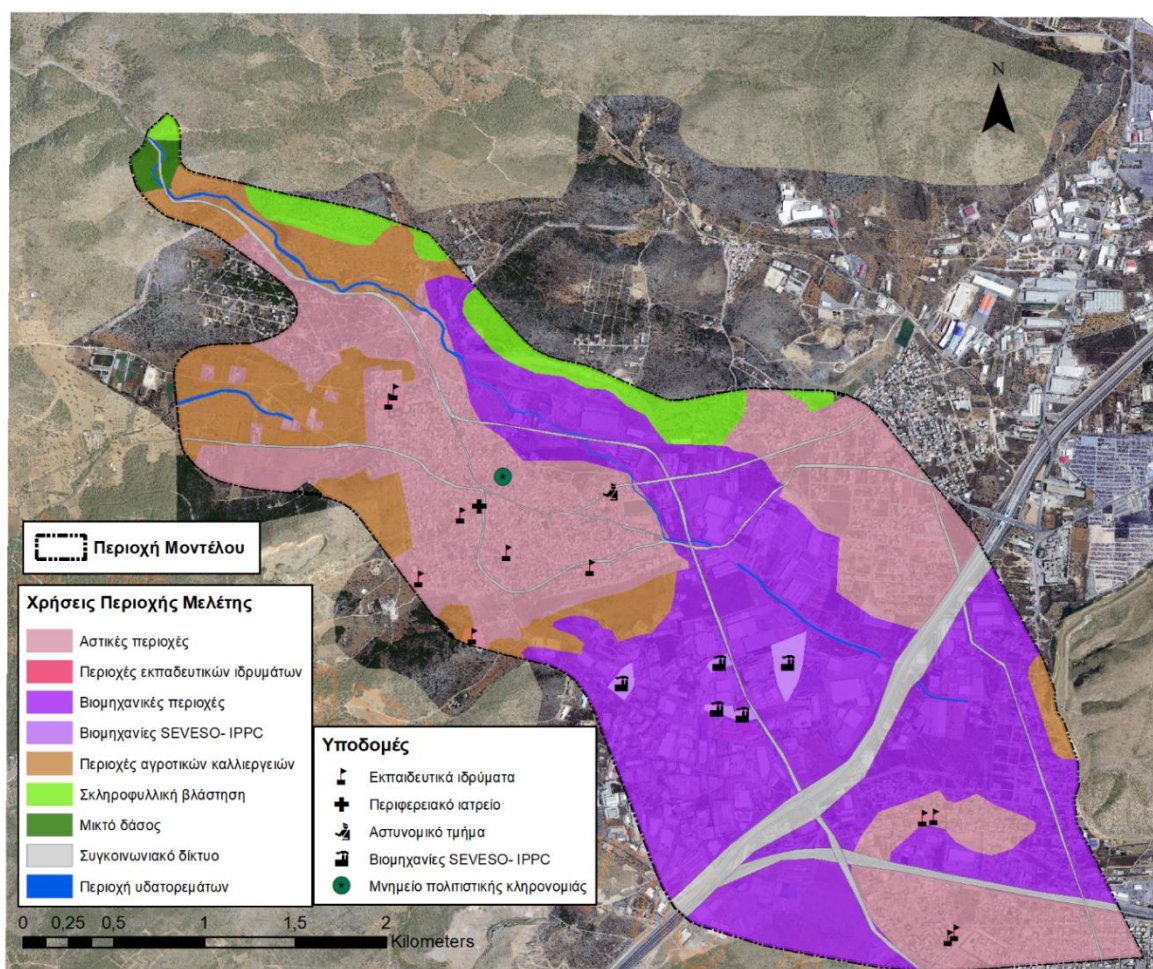 N
Περιοχή Μοντέλου
Χρήσεις Περιοχής Μελέτης
Αστικές περιοχές
Περιοχές εκπαδευτικών ιδρυμάτων
Βιομηχανικές περιοχές
Βιομηχανίες SEVESO- IPPC
Περιοχές αγροτικών καλλιεργειών
Σκληροφυλλική βλάστηση
Μικτό δάσος
Συγκοινωνιακό δίκτυο
Περιοχή υδατορεμάτων
Υποδομές
Εκπαιδευτικά ιδρύματα
Περιφερειακό ιατρείο
Αστυνομικό τμήμα
Βιομηχανίες SEVESO- IPPC
Μνημείο πολιτιστικής κληρονομιάς
0 0,25 0,5 1 1,5 2
Kilometers